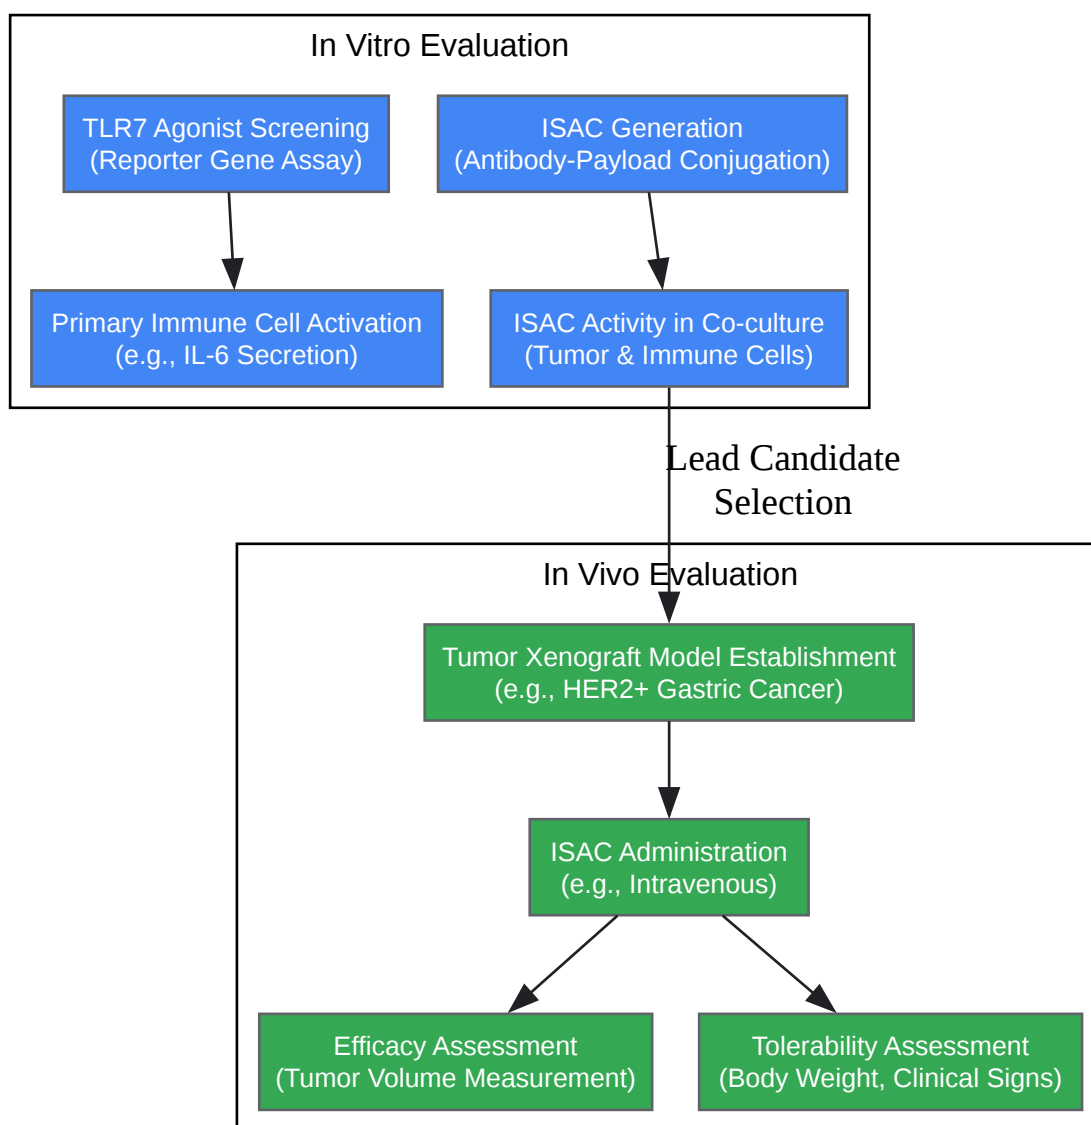 In Vitro Evaluation
TLR7 Agonist Screening
(Reporter Gene Assay)
ISAC Generation
(Antibody-Payload Conjugation)
Primary Immune Cell Activation
(e.g., IL-6 Secretion)
ISAC Activity in Co-culture
(Tumor & Immune Cells)
Lead Candidate
Selection
In Vivo Evaluation
Tumor Xenograft Model Establishment
(e.g., HER2+ Gastric Cancer)
ISAC Administration
(e.g., Intravenous)
Efficacy Assessment
(Tumor Volume Measurement)
Tolerability Assessment
(Body Weight, Clinical Signs)